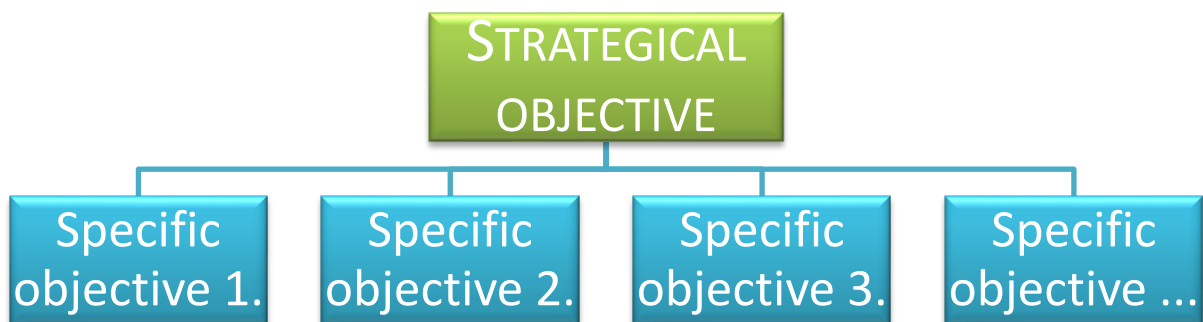 STRATEGICAL
OBJECTIVE
Specific
objective 1.
Specific
objective 2.
Specific
objective 3.
Specific
objective ...